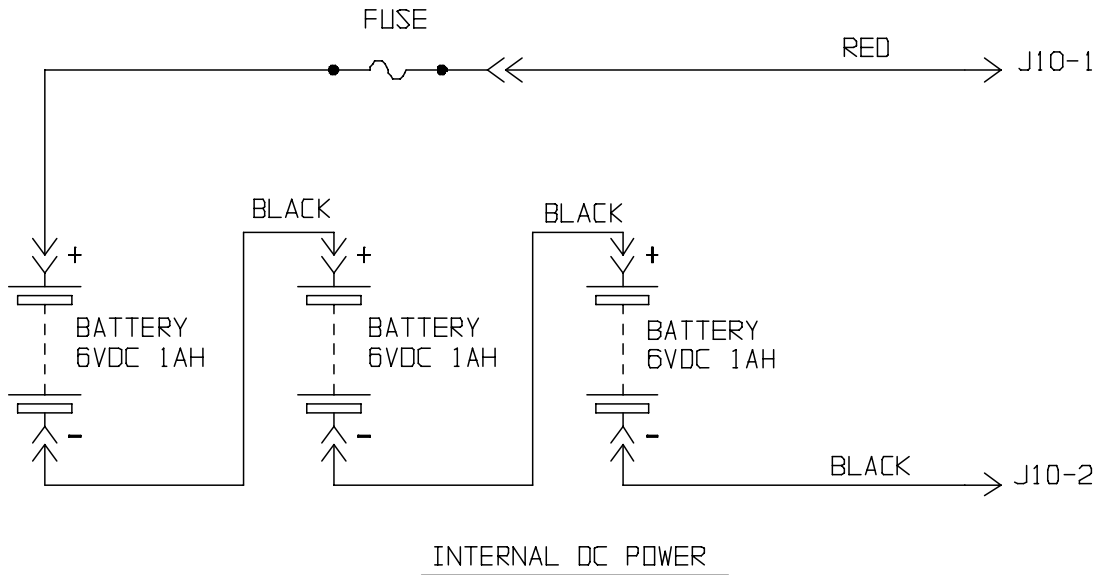 FUSE
RED
J10-1
BLACK
BLACK
+
+
+
BATTERY
6VDC 1AH
BATTERY
6VDC 1AH
BATTERY
6VDC 1AH
-
-
-
BLACK
J10-2
INTERNAL DC POWER